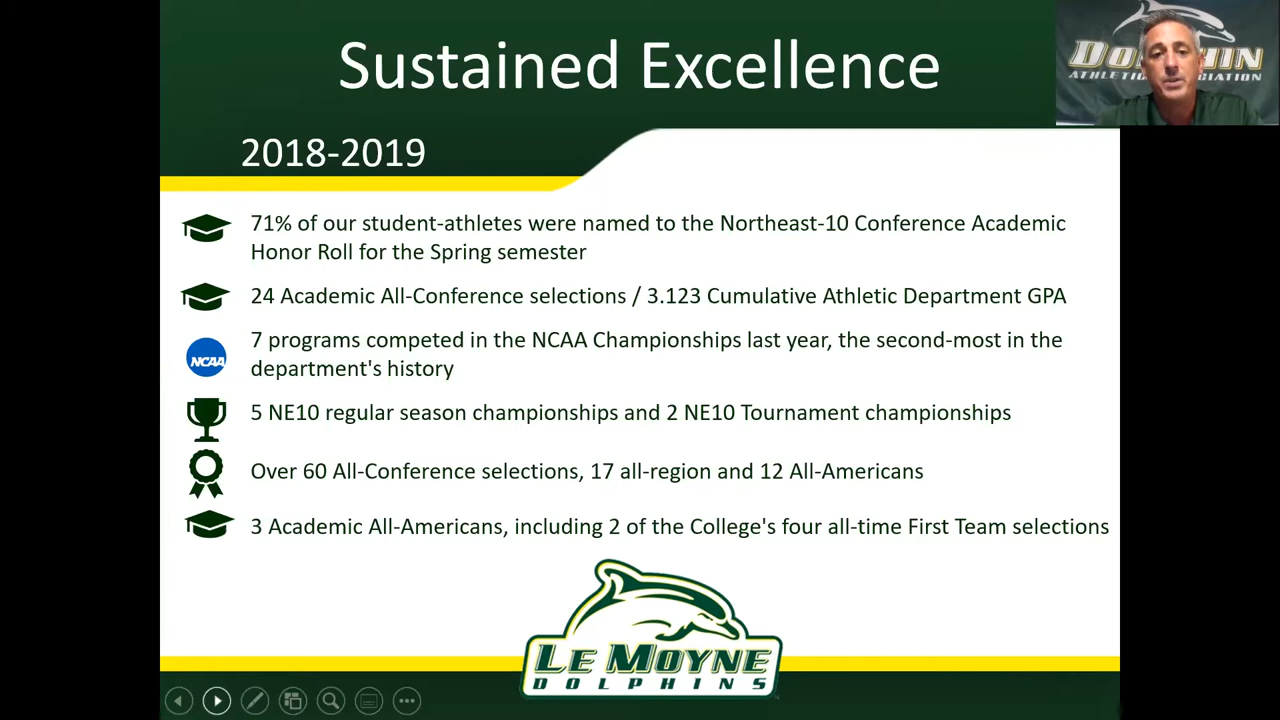 Sustained Excellence
2018-2019
71% of our student-athletes were named to the Northeast-10 Conference Academic
Honor Roll for the Spring semester
24 Academic All-Conference selections / 3.123 Cumulative Athletic Department GPA
7 programs competed in the NCAA Championships last year, the second-most in the
department's history
NCAA
5 NE10 regular season championships and 2 NE10 Tournament championships
Over 60 All-Conference selections, 17 all-region and 12 All-Americans
3 Academic All-Americans, including 2 of the College's four all-time First Team selections
LE MOYNE
DOLPHINS